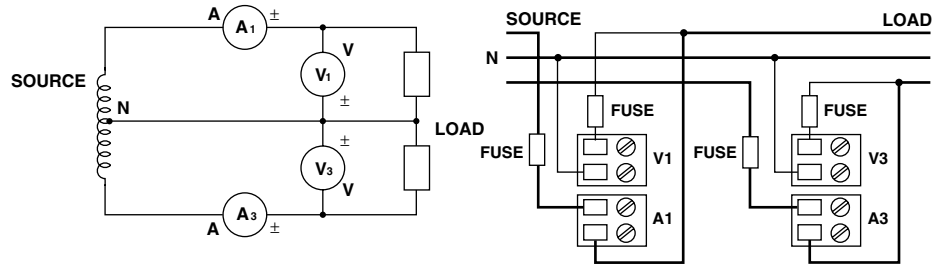 A A1 ±
V
V1
±
SOURCE
N
±
LOAD
V3
V
A3
A ±
SOURCE LOAD
N
FUSE FUSE
FUSE V1 FUSE V3
A1 A3